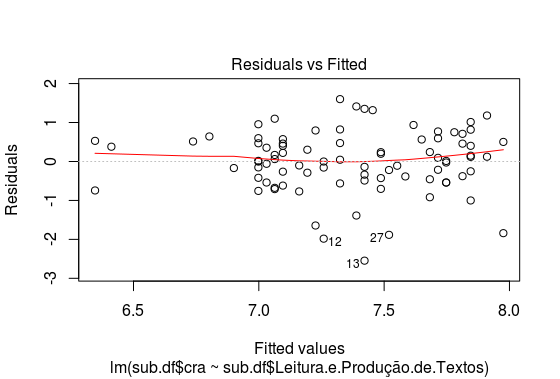 Residuals vs Fitted
Residuals
2
1
0
-1
-2
-3
12
27
13
6.5 7.0 7.5 8.0
Fitted values
lm(sub.df$cra ~ sub.df$Leitura.e.Produção.de.Textos)